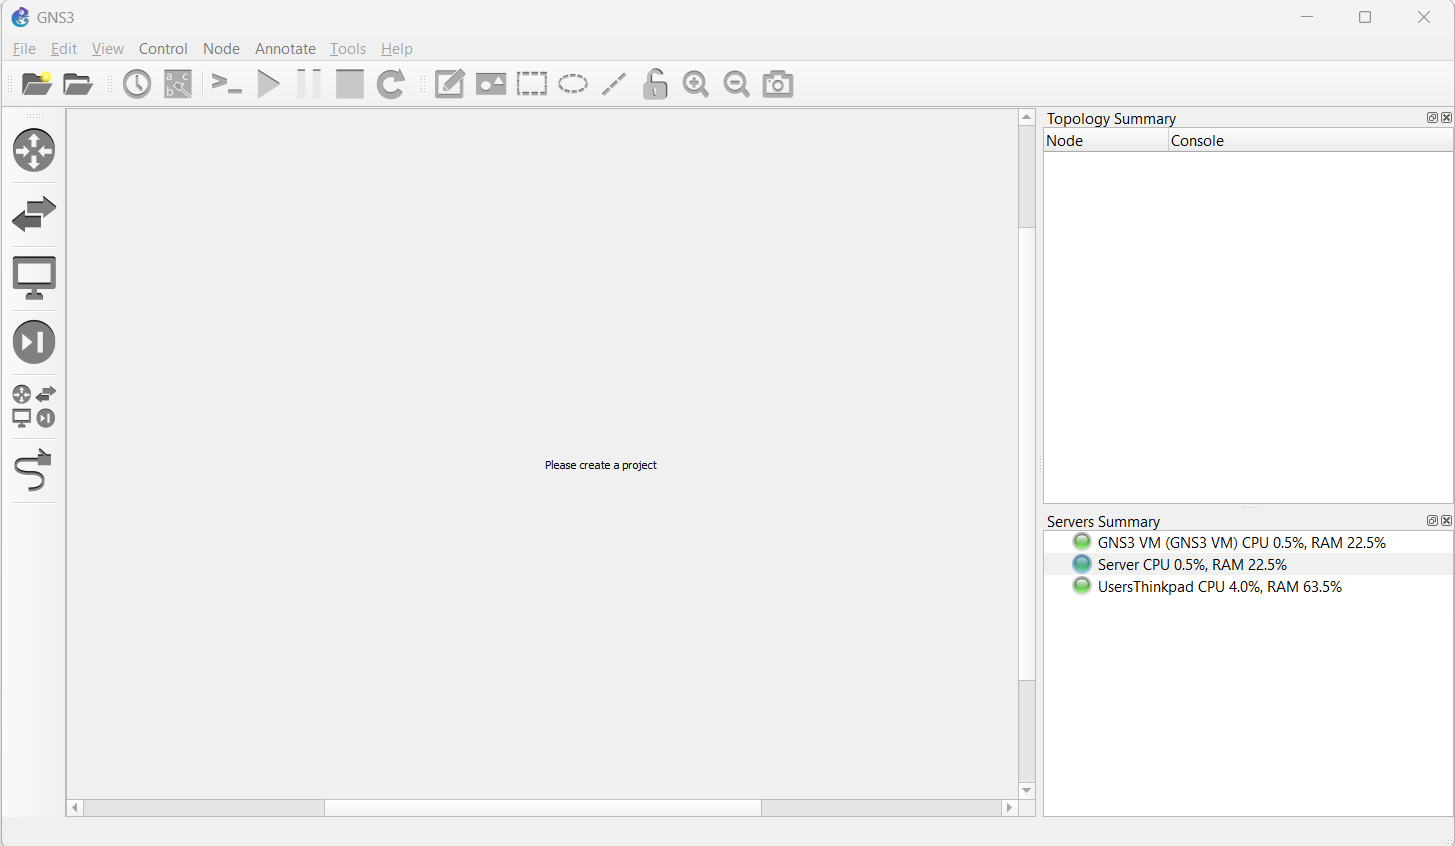 GNS3
File Edit View Control Node Annotate Tools Help
a c
b
Topology Summary
Node Console
Please create a project
Servers Summary
GNS3 VM (GNS3 VM) CPU 0.5%, RAM 22.5%
Server CPU 0.5%, RAM 22.5%
UsersThinkpad CPU 4.0%, RAM 63.5%